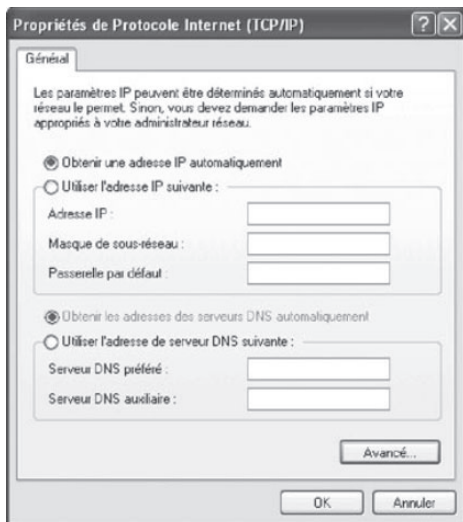 Propriétés de Protocole Internet (TCP/IP)
Général
Les paramètres IP peuvent être déterminés automatiquement si votre
réseau le permet. Sinon, vous devez demander les paramètres IP
appropriés à votre administrateur réseau.
Obtenir une adresse IP automatiquement
Utiliser l'adresse IP suivante :
Adresse IP :
Masque de sous-réseau :
Passerelle par défaut :
Obtenir les adresses des serveurs DNS automatiquement
Utiliser l'adresse de serveur DNS suivante :
Serveur DNS préféré :
Serveur DNS auxiliaire :
Avancé...
OK
Annuler